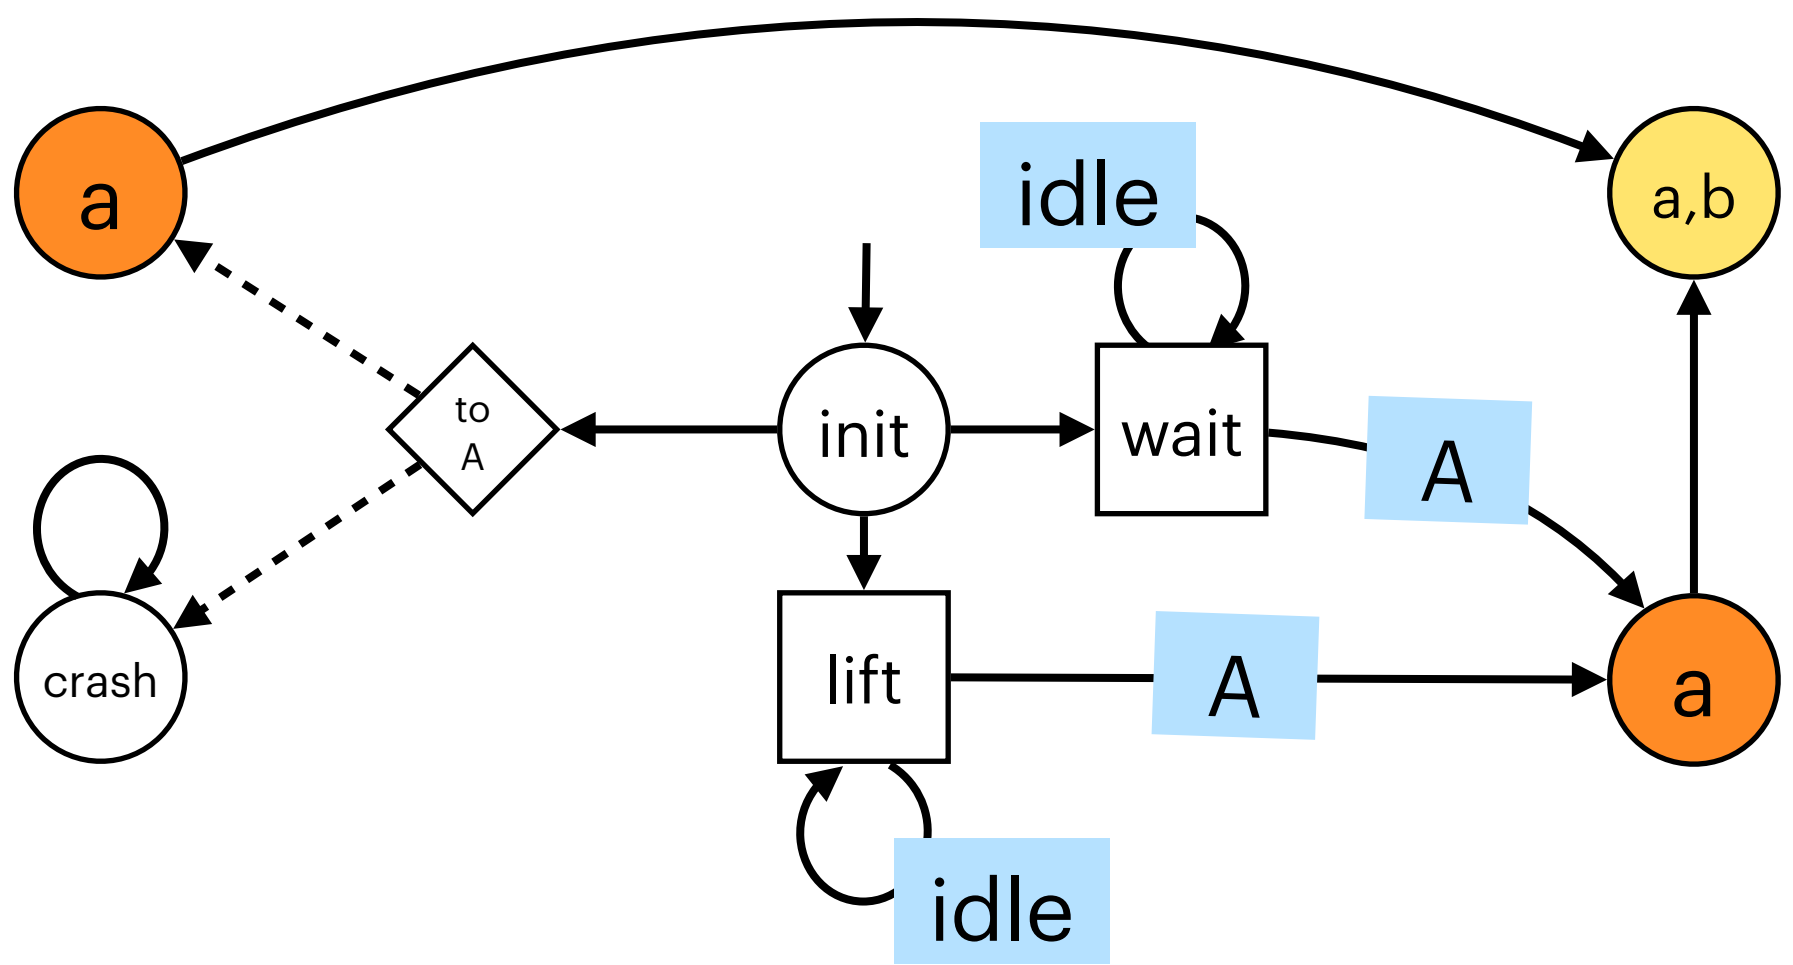 a
idle
a,b
to
A
init
wait
A
crash
lift
A
a
idle